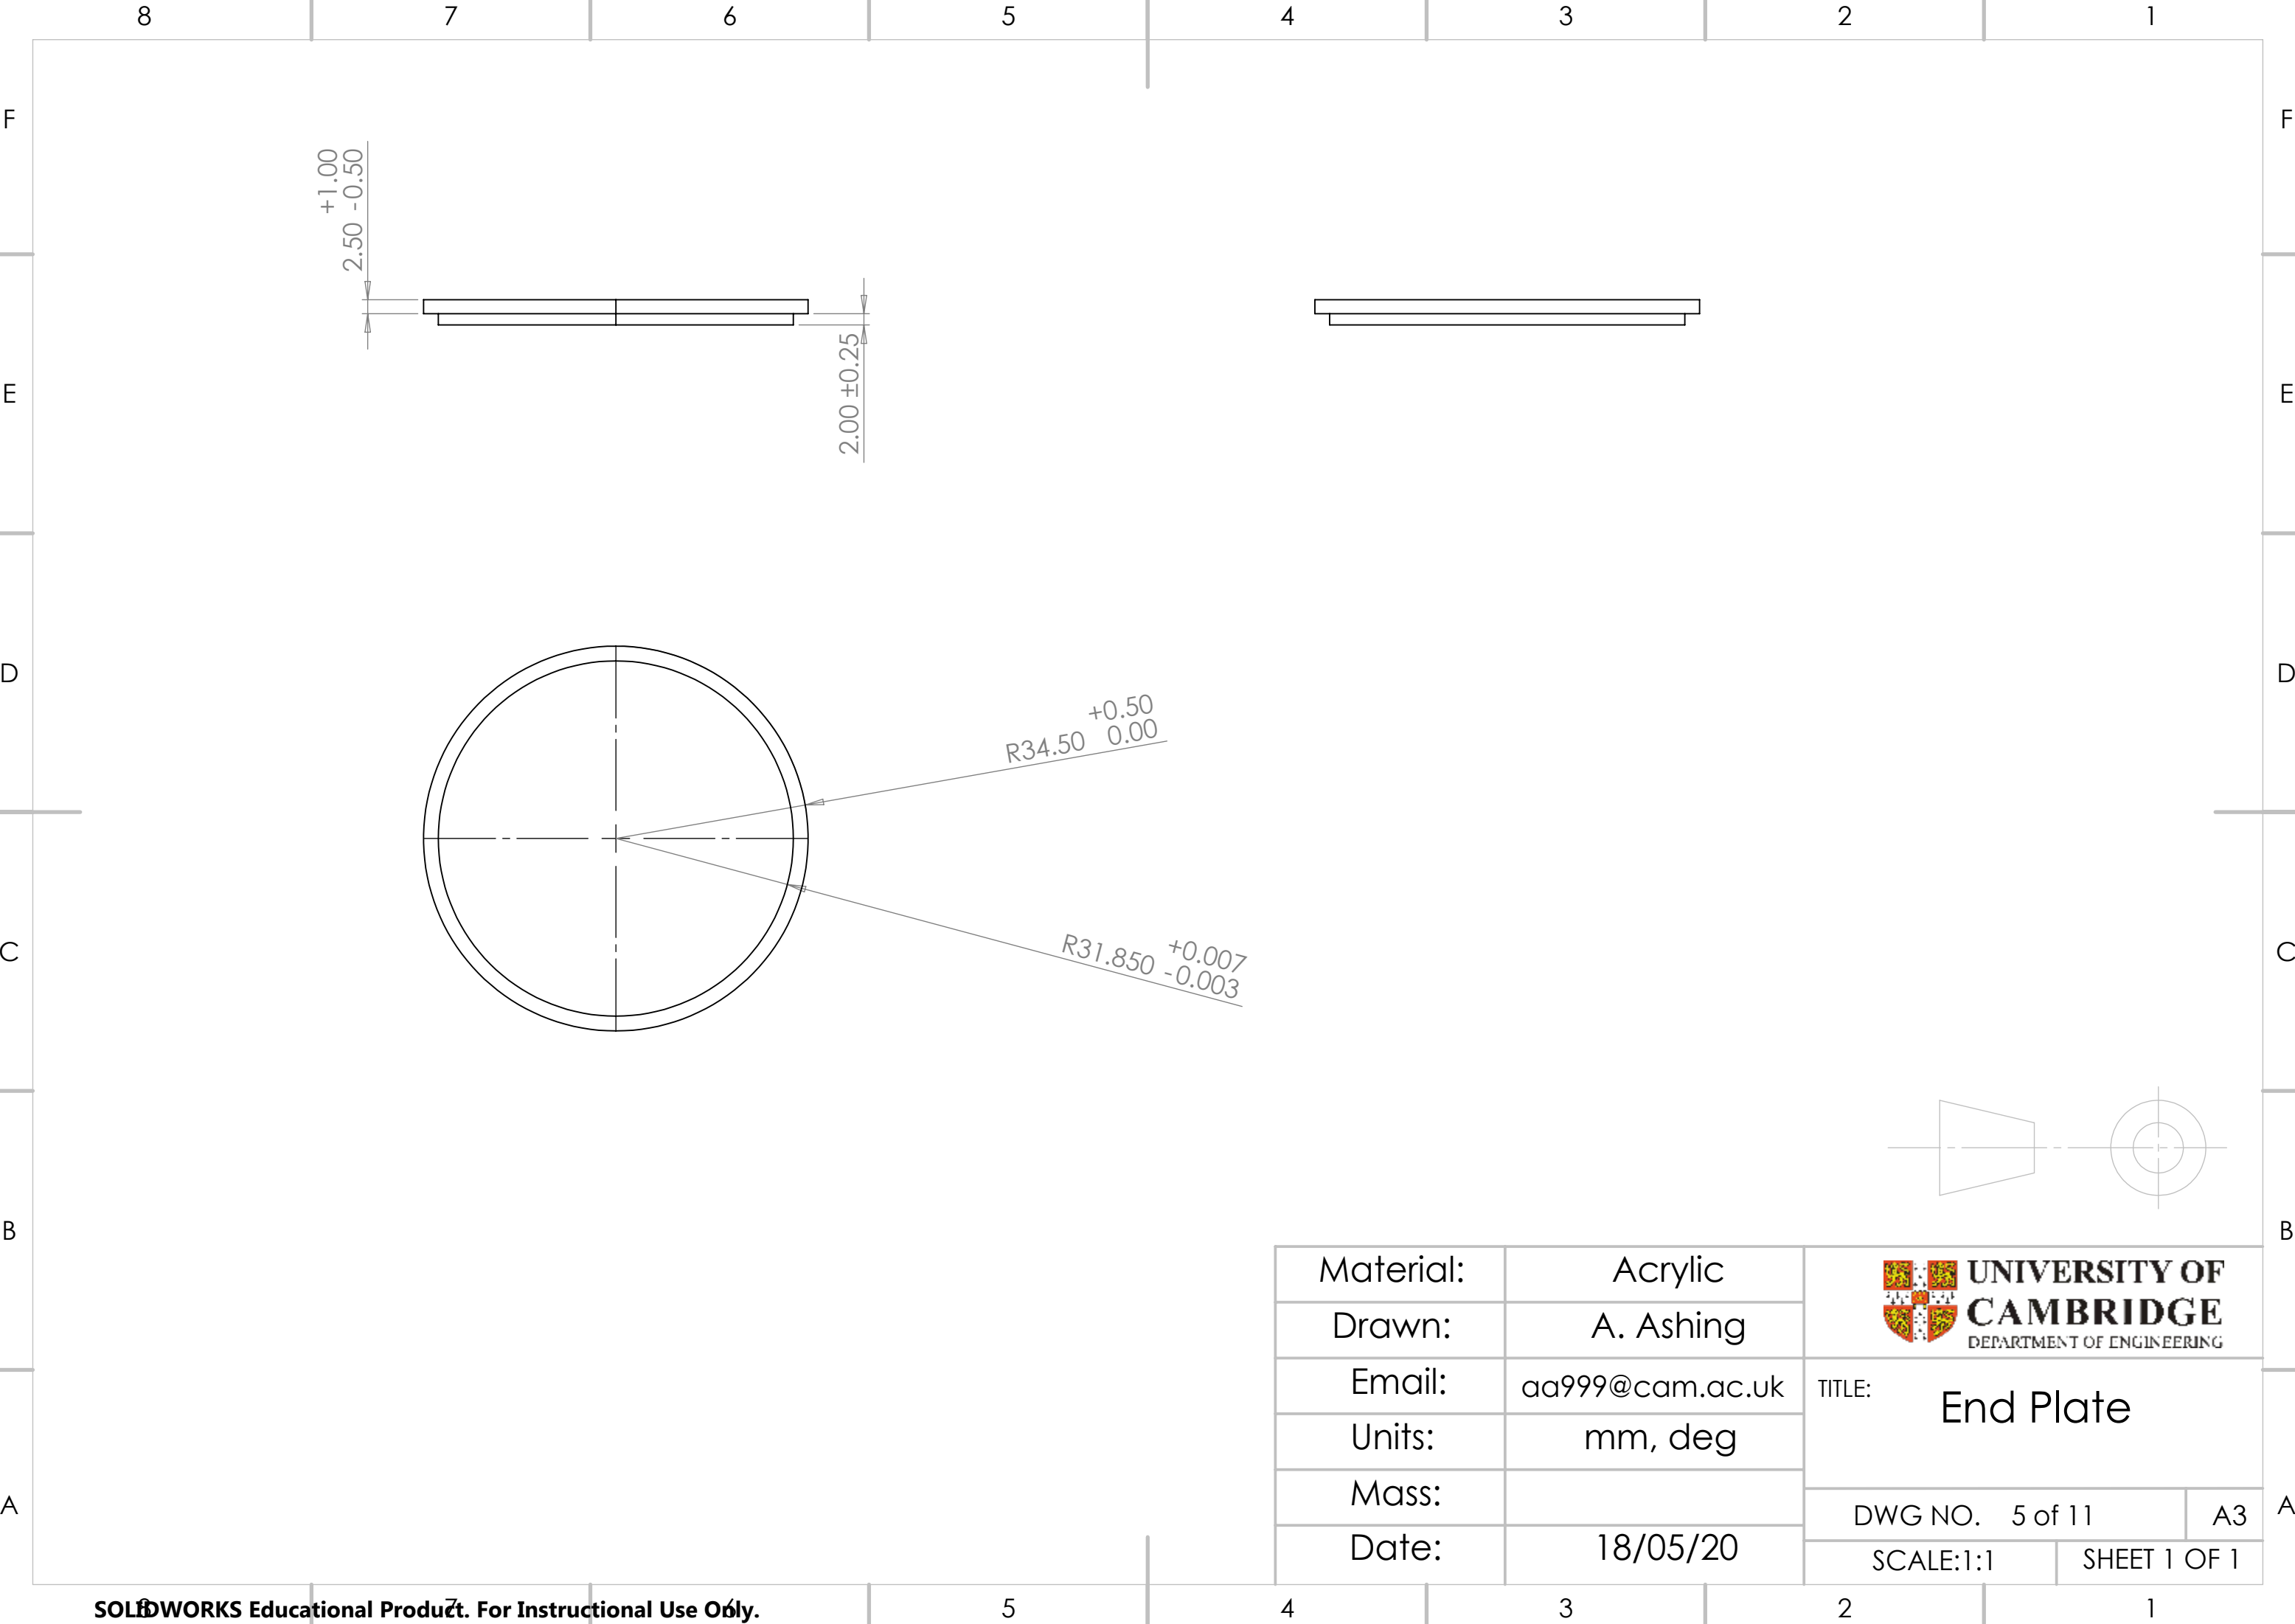 8 7 6 5 4 3 2 1
F F
+1.00
2.50 -0.50
E E
2.00 ±0.25
D D
+0.50
R34.50 0.00
C C
+0.007
R31.850 -0.003
B B
Material: Acrylic
Drawn: A. Ashing
Email: aa999@cam.ac.uk
Units: mm, deg
Mass:
Date: 18/05/20
UNIVERSITY OF
CAMBRIDGE
DEPARTMENT OF ENGINEERING
TITLE: End Plate
DWG NO. 5 of 11 A3
SCALE:1:1 SHEET 1 OF 1
A A
8 7 6 5 4 3 2 1
SOLIDWORKS Educational Product. For Instructional Use Only.